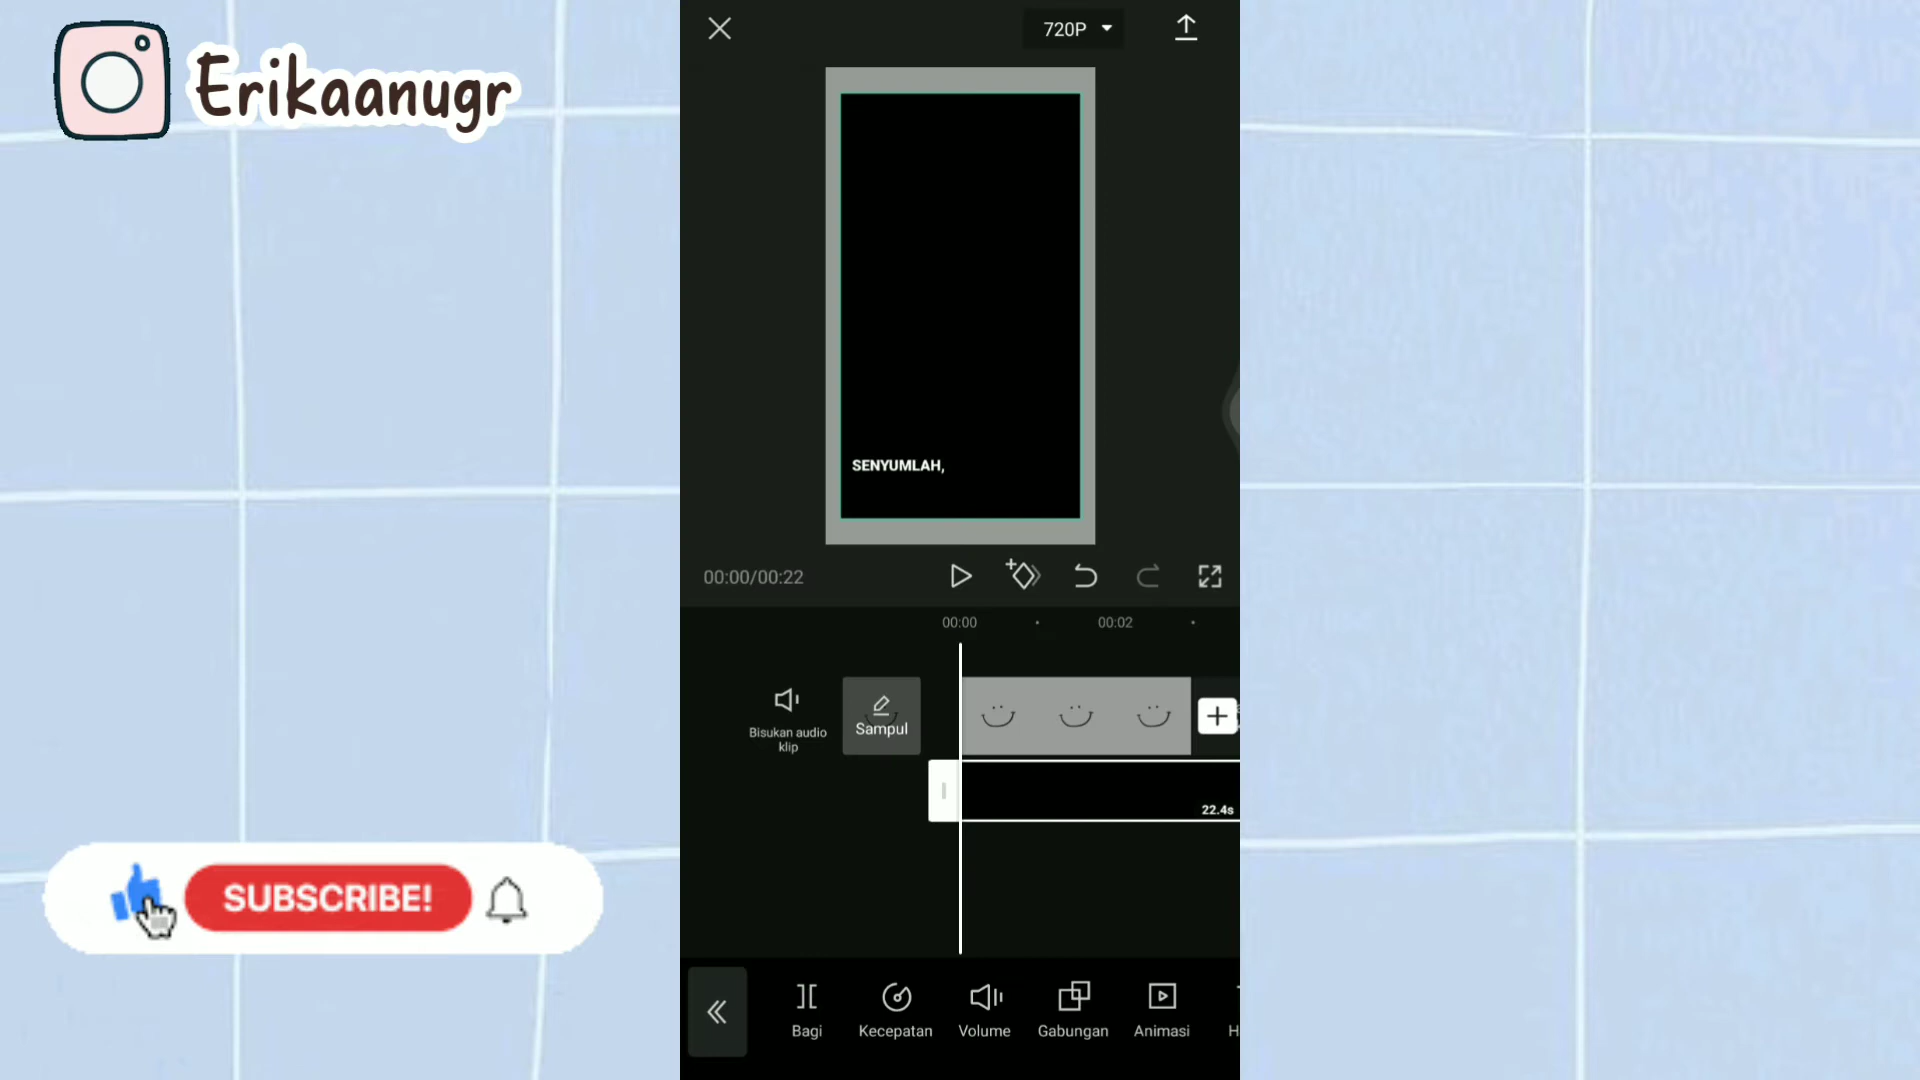 Erikaanugr
720P
SENYUMLAH,
00:00/00:22
00:00
00:02
Bisukan audio
klip
Sampul
22.4s
SUBSCRIBE!
Bagi
Kecepatan
Volume
Gabungan
Animasi